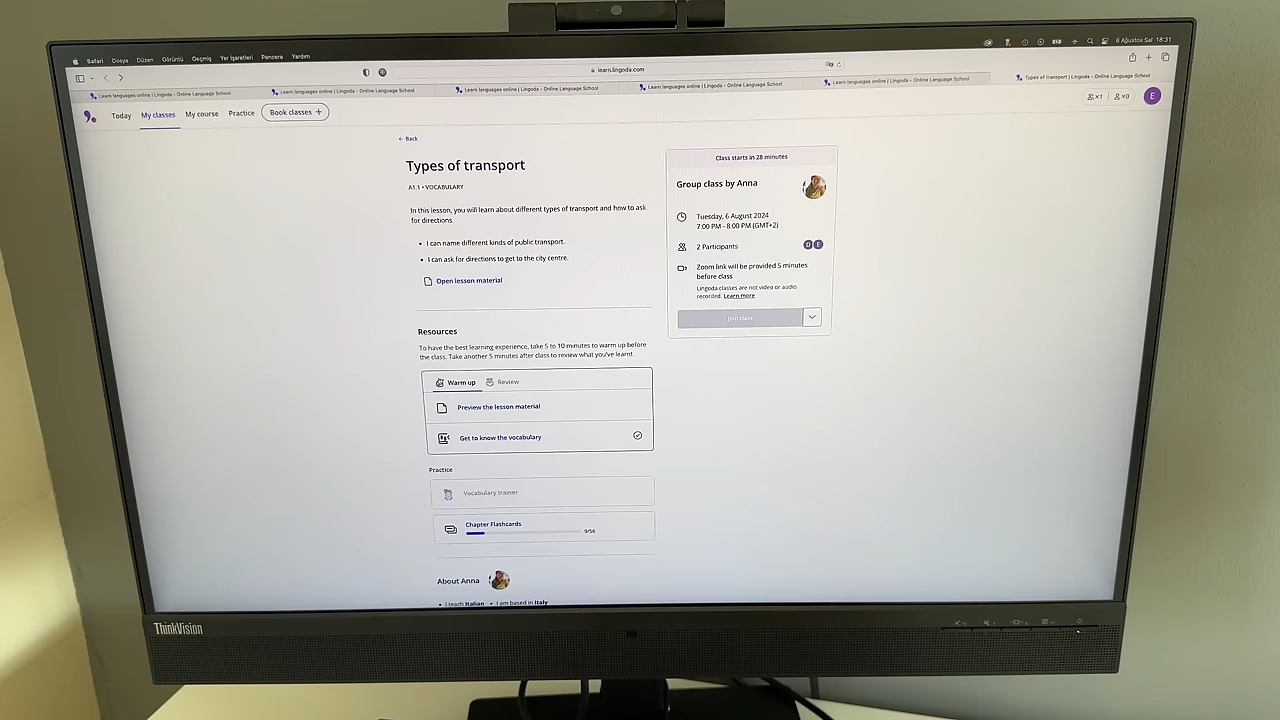 Safari Dosya Düzen Görüntü Geçmiş Yer İşaretleri Pencere Yardım
6 Ağustos Sal 18:31
learn.lingoda.com
Learn languages online | Lingoda - Online Language School
Learn languages online | Lingoda - Online Language School
Learn languages online | Lingoda - Online Language School
Learn languages online | Lingoda - Online Language School
Learn languages online | Lingoda - Online Language School
Types of transport | Lingoda - Online Language School
Today My classes My course Practice Book classes +
×1 ×0 E
← Back
Types of transport
A1.1 • VOCABULARY
In this lesson, you will learn about different types of transport and how to ask
for directions.
• I can name different kinds of public transport.
• I can ask for directions to get to the city centre.
Open lesson material
Resources
To have the best learning experience, take 5 to 10 minutes to warm up before
the class. Take another 5 minutes after class to review what you've learnt.
Warm up Review
Preview the lesson material
Get to know the vocabulary
Practice
Vocabulary trainer
Chapter Flashcards
9/56
About Anna
• I teach Italian • I am based in Italy
Class starts in 28 minutes
Group class by Anna
Tuesday, 6 August 2024
7:00 PM - 8:00 PM (GMT+2)
2 Participants
D E
Zoom link will be provided 5 minutes
before class
Lingoda classes are not video or audio
recorded. Learn more
Join class
ThinkVision